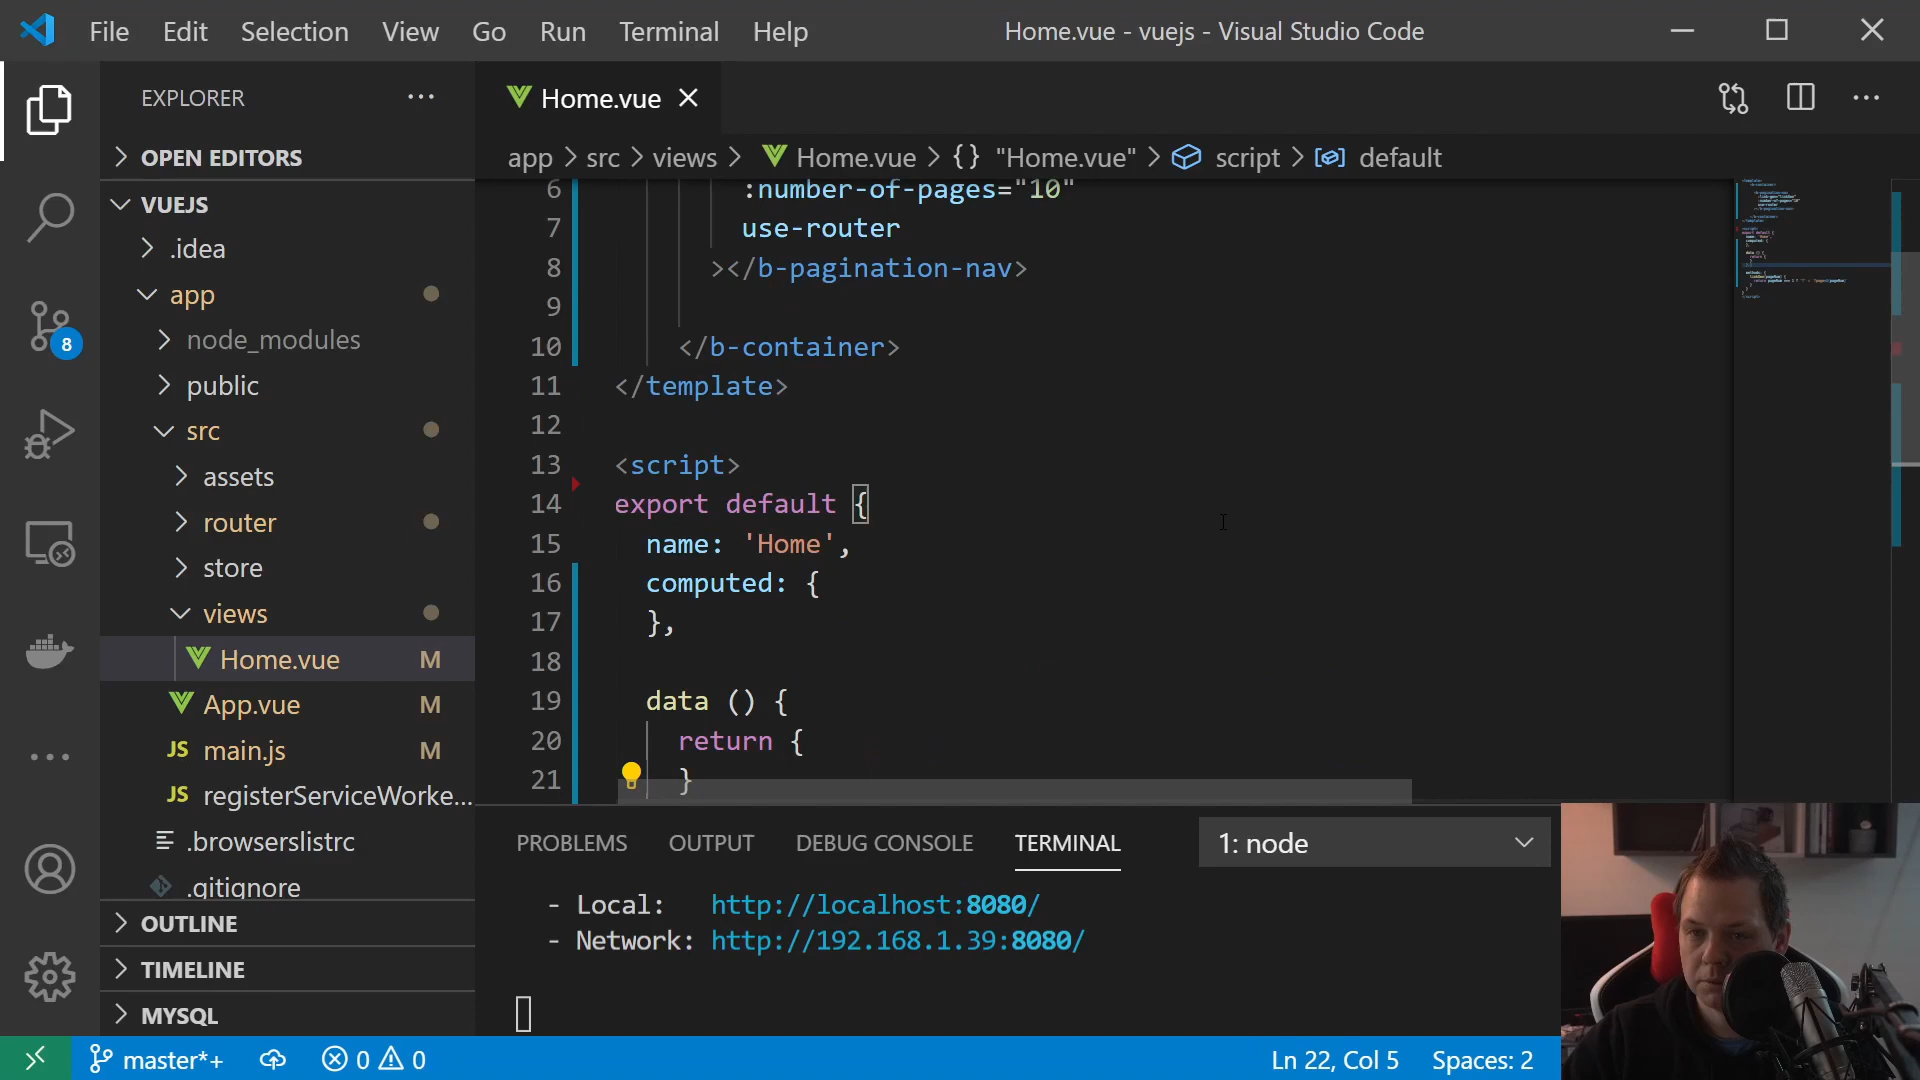 File Edit Selection View Go Run Terminal Help
Home.vue - vuejs - Visual Studio Code
EXPLORER
OPEN EDITORS
VUEJS
.idea
app
node_modules
public
src
assets
router
store
views
Home.vue M
App.vue M
main.js M
registerServiceWorke...
.browserslistrc
.gitignore
OUTLINE
TIMELINE
MYSQL
8
Home.vue
app > src > views > Home.vue > {} "Home.vue" > script > default
6 :number-of-pages="10"
7 use-router
8 ></b-pagination-nav>
9
10 </b-container>
11 </template>
12
13 <script>
14 export default {
15 name: 'Home',
16 computed: {
17 },
18
19 data () {
20 return {
21 }
PROBLEMS OUTPUT DEBUG CONSOLE TERMINAL 1: node
- Local: http://localhost:8080/
- Network: http://192.168.1.39:8080/
master*+ 0 0 Ln 22, Col 5 Spaces: 2